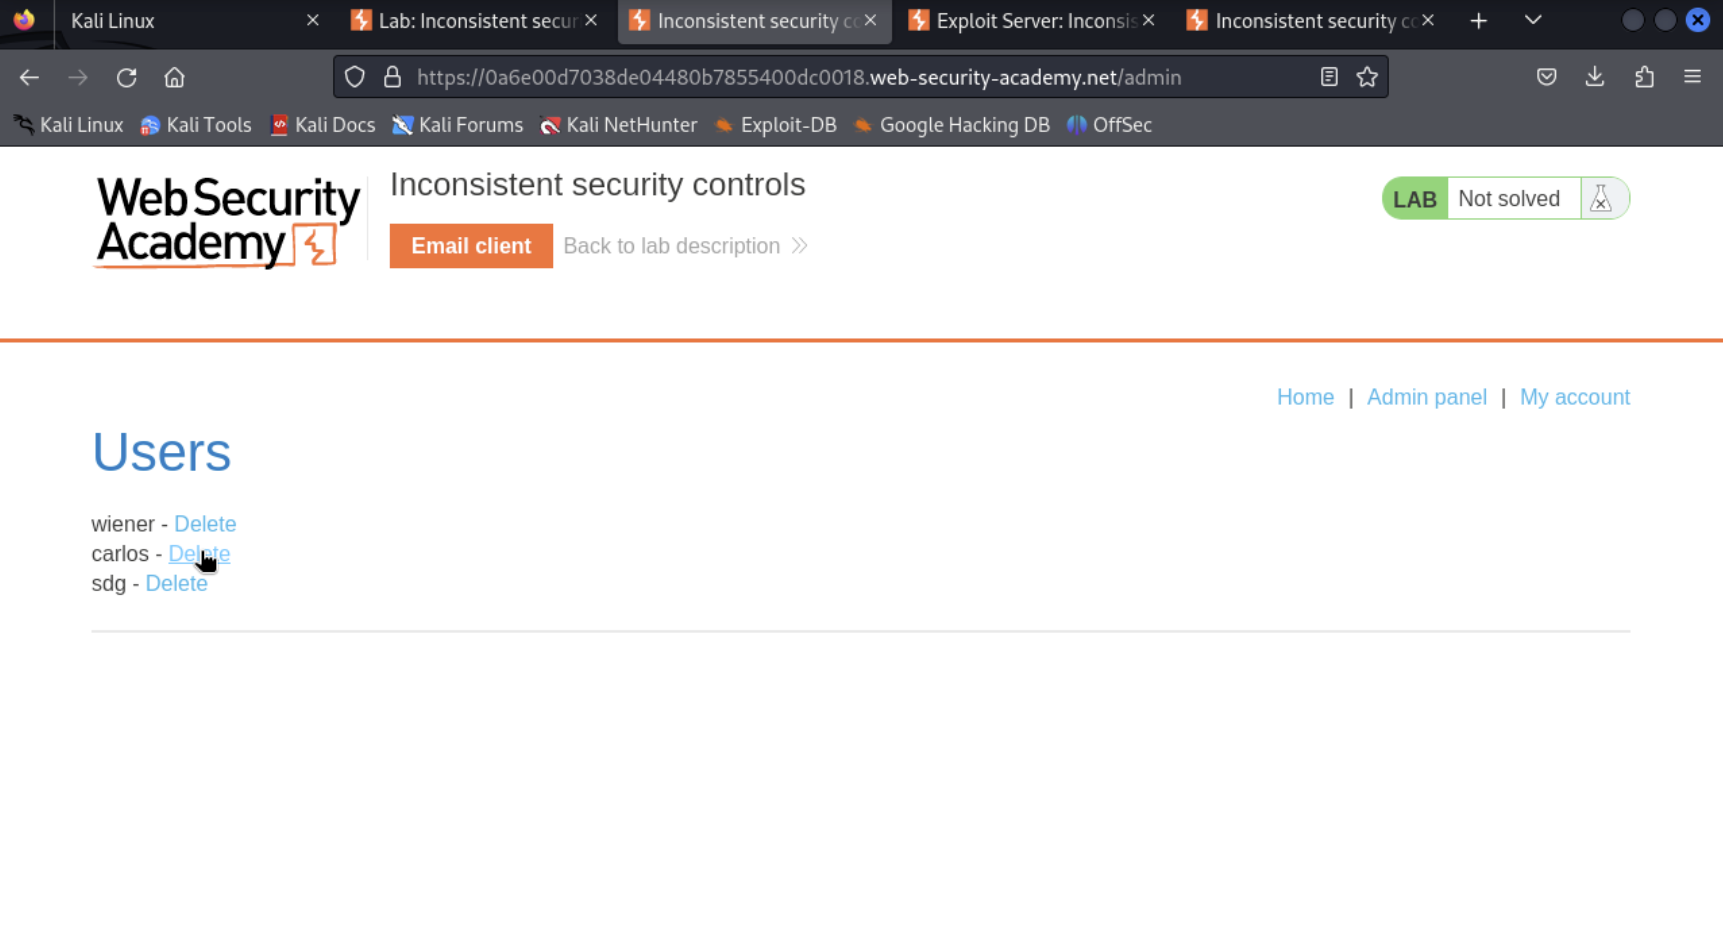 Kali Linux
Lab: Inconsistent secur
Inconsistent security co
Exploit Server: Inconsis
Inconsistent security co
https://0a6e00d7038de04480b7855400dc0018.web-security-academy.net/admin
Kali Linux Kali Tools Kali Docs Kali Forums Kali NetHunter Exploit-DB Google Hacking DB OffSec
Web Security
Academy
Inconsistent security controls
Email client Back to lab description
LAB Not solved
Home | Admin panel | My account
Users
wiener - Delete
carlos - Delete
sdg - Delete